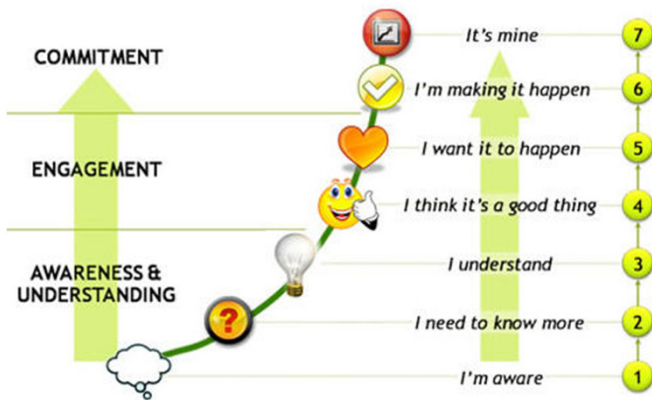 COMMITMENT
It's mine
7
I'm making it happen
6
ENGAGEMENT
I want it to happen
5
I think it's a good thing
4
AWARENESS &
UNDERSTANDING
I understand
3
?
I need to know more
2
I'm aware
1